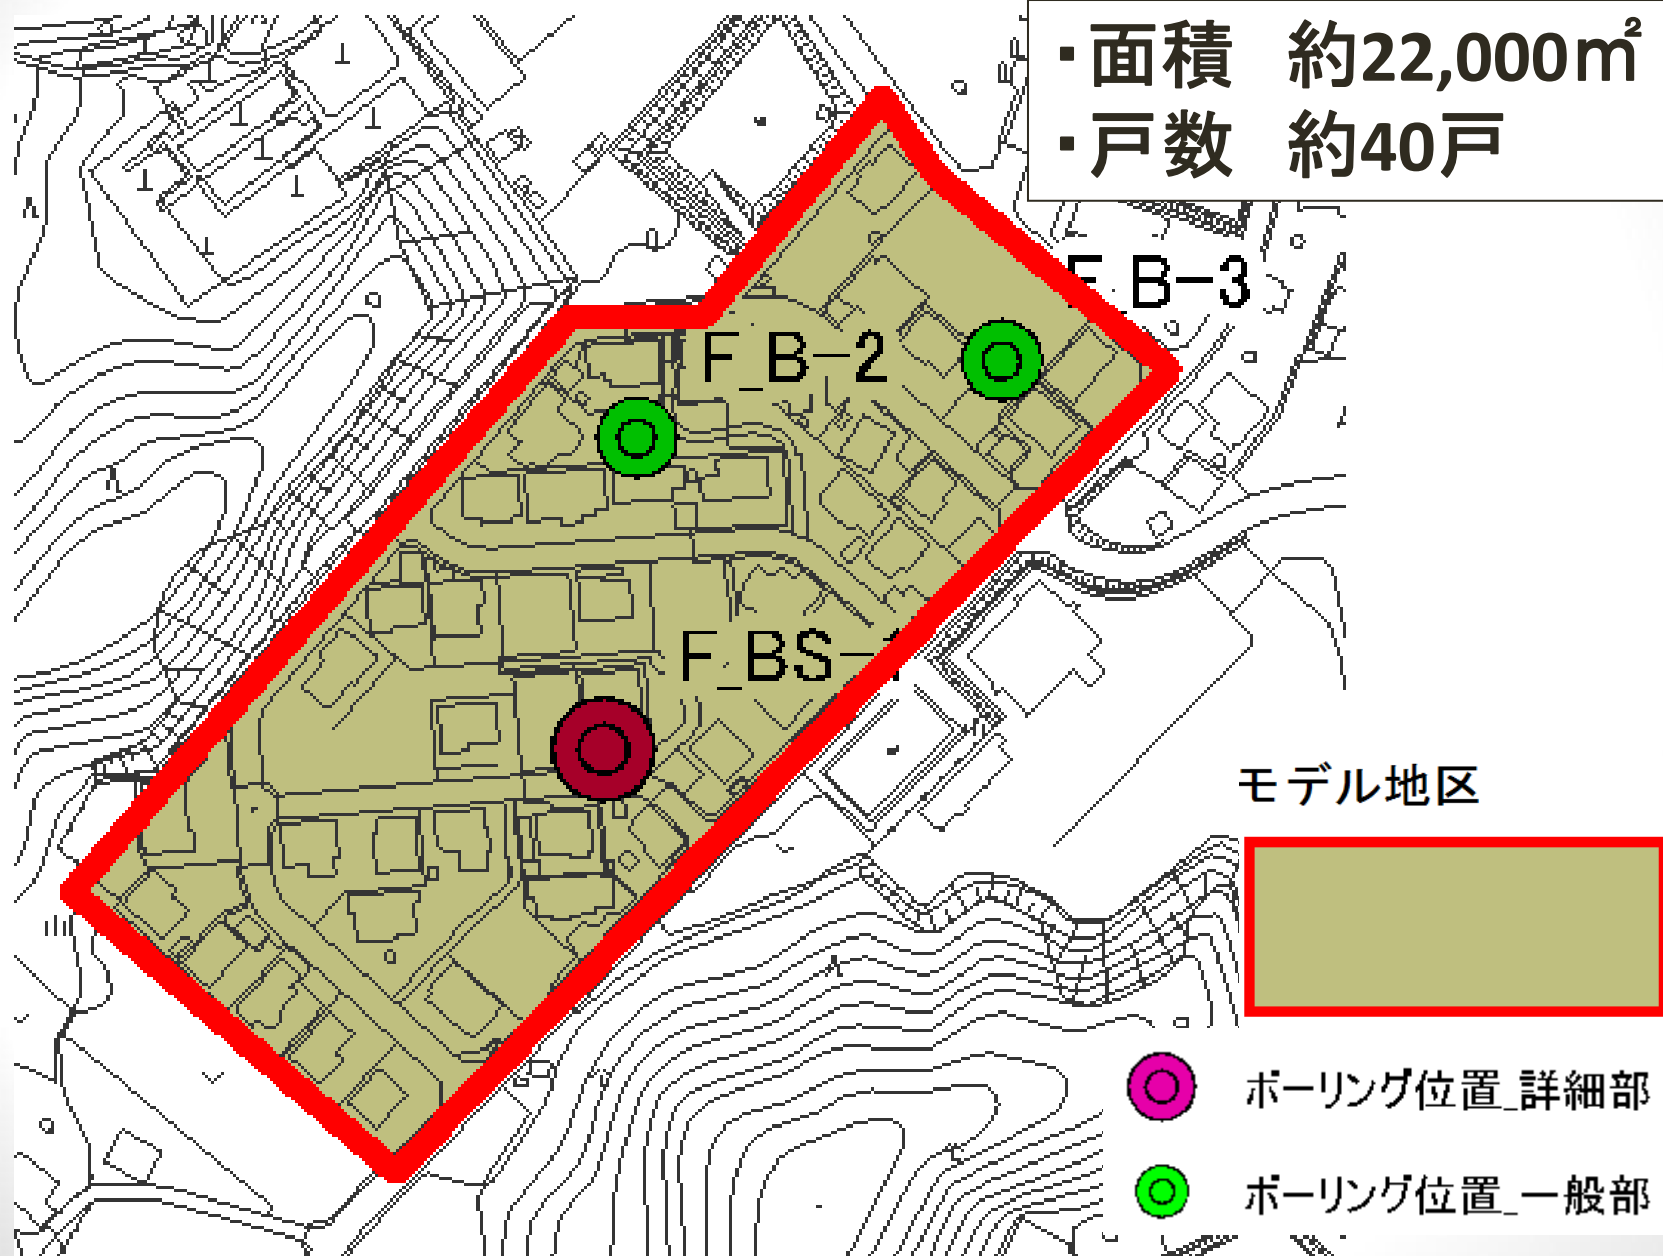 ・面積 約22,000㎡
・戸数 約40戸
F_B-3
F_B-2
F_BS-1
モデル地区
ボーリング位置_詳細部
ボーリング位置_一般部